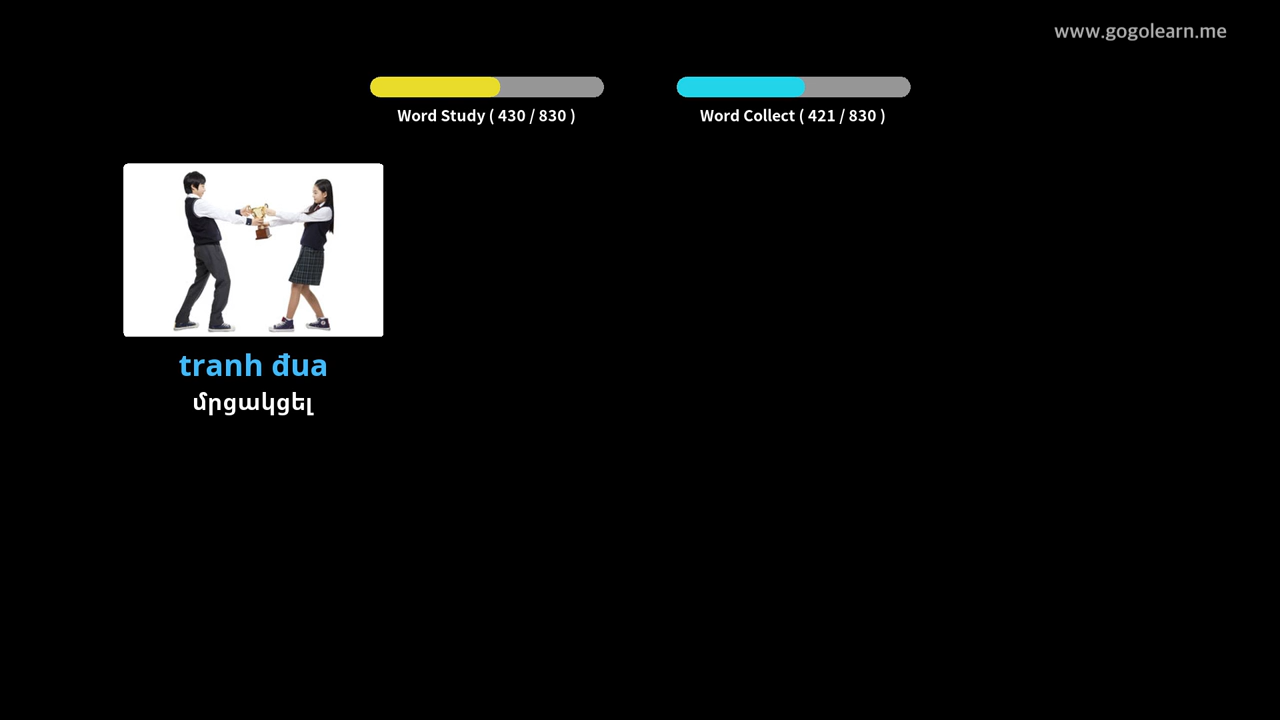 www.gogolearn.me
Word Study ( 430 / 830 )
Word Collect ( 421 / 830 )
tranh đua
մրցակցել